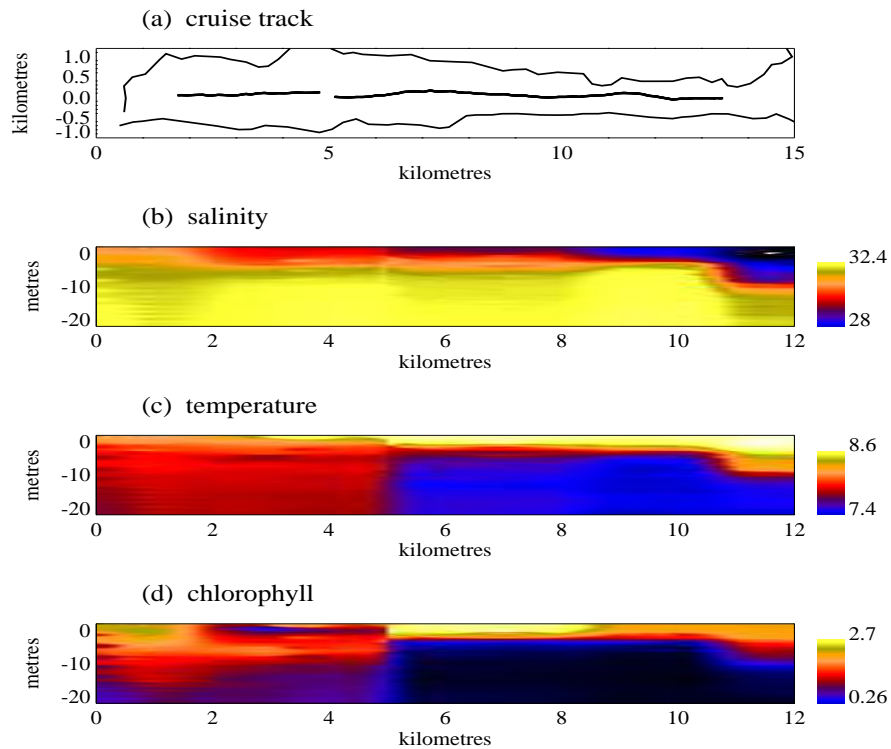 (a) cruise track
kilometres
1.0
0.5
0.0
-0.5
-1.0
0 5 10 15
kilometres
(b) salinity
metres
0
-10
-20
0 2 4 6 8 10 12
kilometres
32.4
28
(c) temperature
metres
0
-10
-20
0 2 4 6 8 10 12
kilometres
8.6
7.4
(d) chlorophyll
metres
0
-10
-20
0 2 4 6 8 10 12
kilometres
2.7
0.26